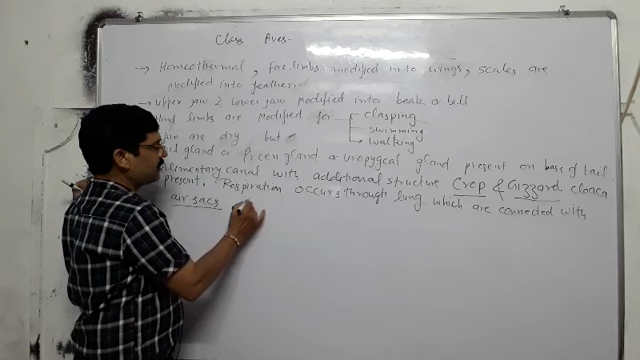 Class Aves-
→ Homeothermal, Forelimbs modified into wings, scales are
modified into feather.
→ Upper jaw & Lower jaw modified into beak or bill
Hind limbs are modified for clasping
swimming
walking
are dry but
gland or Preen gland or uropygeal gland present on base of tail
alimentary canal with additional structure Crop & Gizzard, cloaca
present. Respiration occurs through lung which are connected with
air sacs